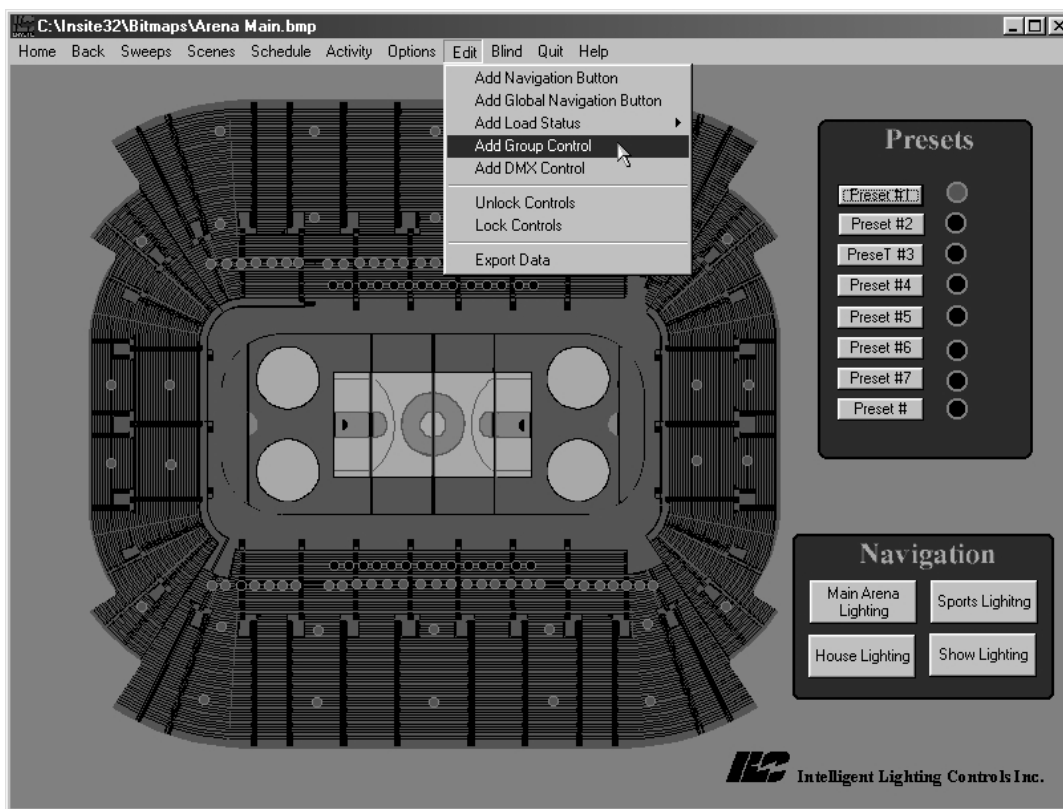 C:\Insite32\Bitmaps\Arena Main.bmp
Home Back Sweeps Scenes Schedule Activity Options Edit Blind Quit Help
Add Navigation Button
Add Global Navigation Button
Add Load Status
Add Group Control
Add DMX Control
Unlock Controls
Lock Controls
Export Data
Presets
Preset #1
Preset #2
PreseT #3
Preset #4
Preset #5
Preset #6
Preset #7
Preset #
Navigation
Main Arena
Lighting
Sports Lighitng
House Lighting
Show Lighting
ILC Intelligent Lighting Controls Inc.